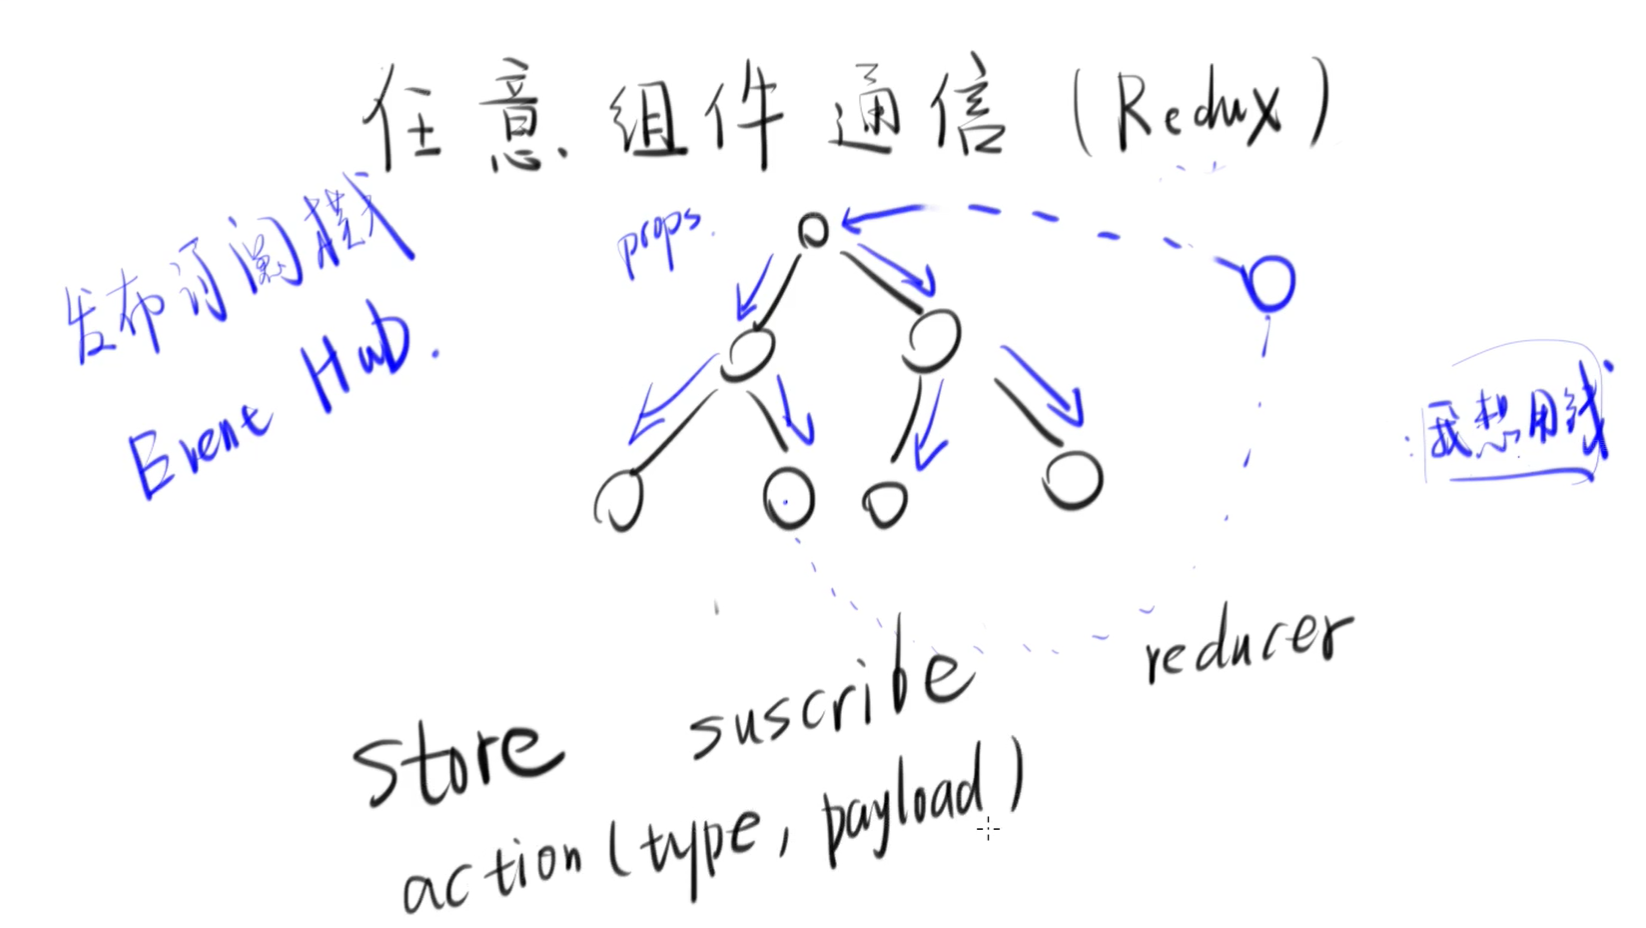 任意组件通信(Redux)
props.
发布订阅模式
Event Hub.
我想用钱
reducer
store suscribe
action(type, payload)